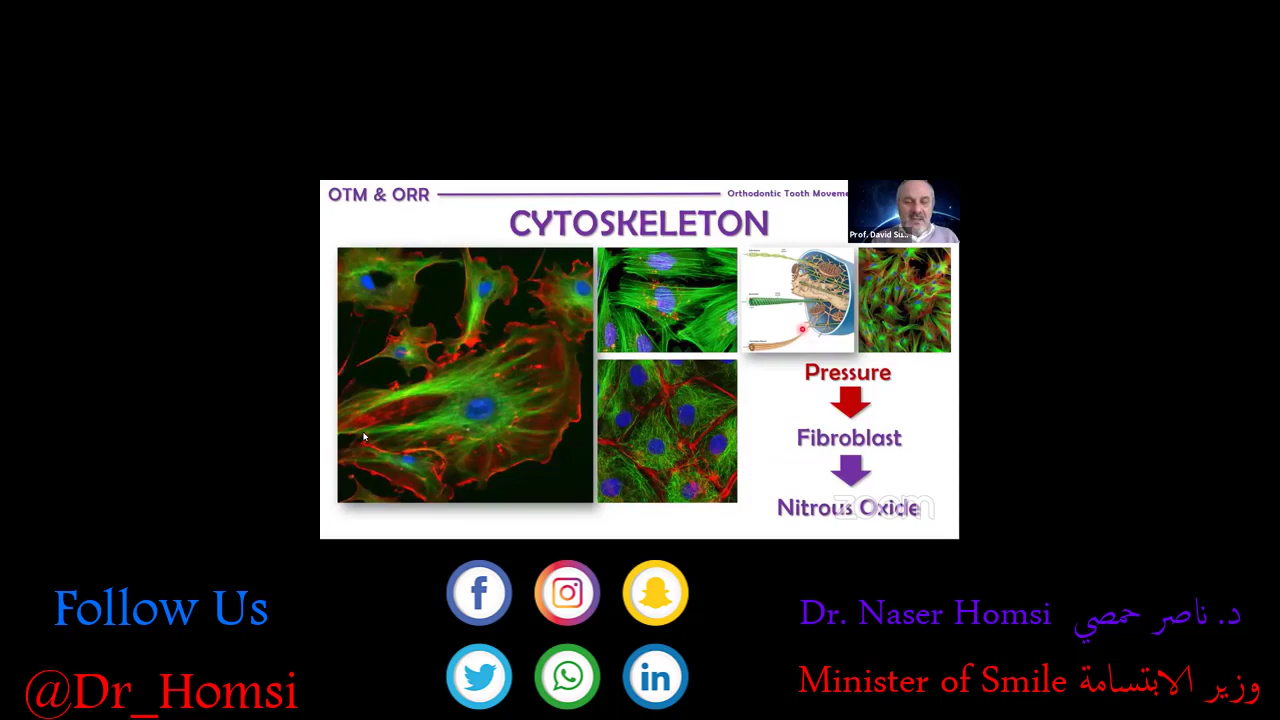 OTM & ORR
Orthodontic Tooth Moveme
CYTOSKELETON
Prof. David Su...
Pressure
Fibroblast
Nitrous Oxide
zoom
Follow Us
@Dr_Homsi
Dr. Naser Homsi د. ناصر حمصي
Minister of Smile وزير الابتسامة